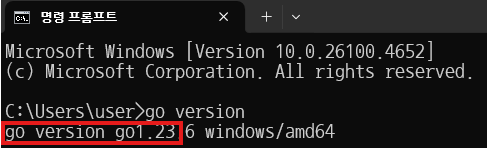 명령 프롬프트
Microsoft Windows [Version 10.0.26100.4652]
(c) Microsoft Corporation. All rights reserved.
C:\Users\user>go version
go version go1.23.6 windows/amd64